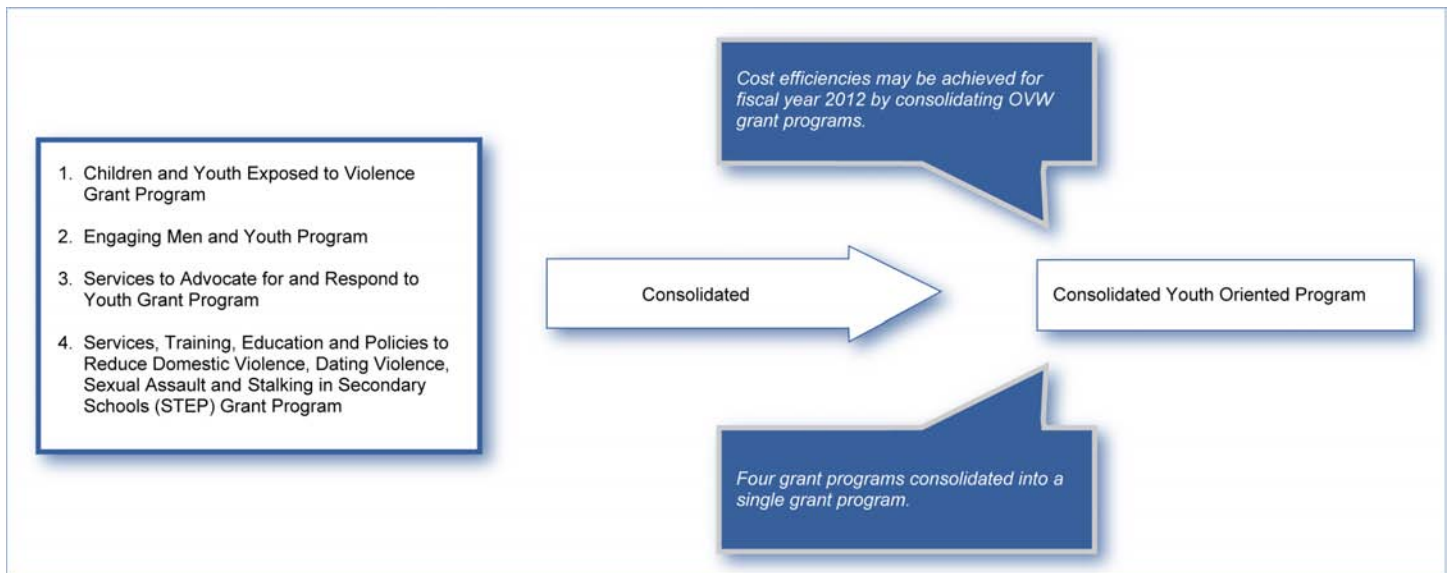 Cost efficiencies may be achieved for
fiscal year 2012 by consolidating OVW
grant programs.
1. Children and Youth Exposed to Violence
Grant Program
2. Engaging Men and Youth Program
3. Services to Advocate for and Respond to
Youth Grant Program
4. Services, Training, Education and Policies to
Reduce Domestic Violence, Dating Violence,
Sexual Assault and Stalking in Secondary
Schools (STEP) Grant Program
Consolidated
Consolidated Youth Oriented Program
Four grant programs consolidated into a
single grant program.